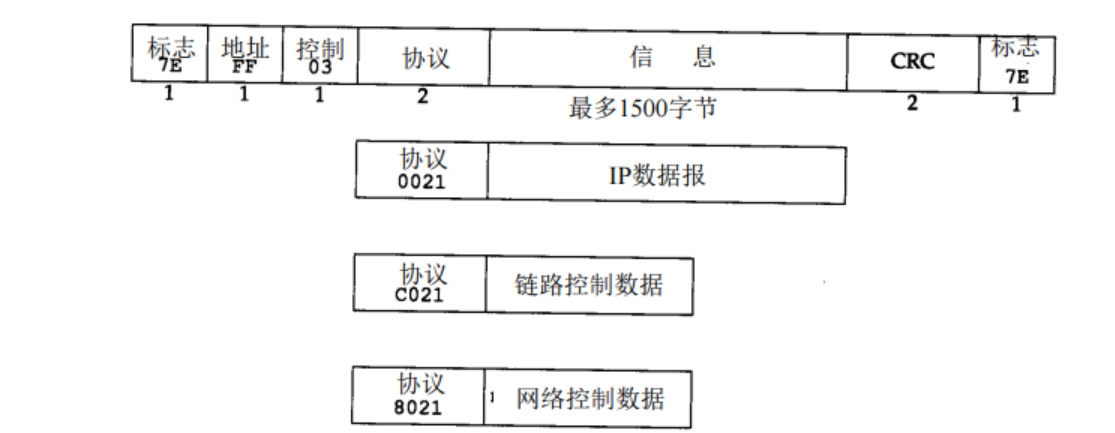 标志 地址 控制 协议 信 息 CRC 标志
7E FF 03 7E
1 1 1 2 最多1500字节 2 1
协议 IP数据报
0021
协议 链路控制数据
C021
协议 网络控制数据
8021